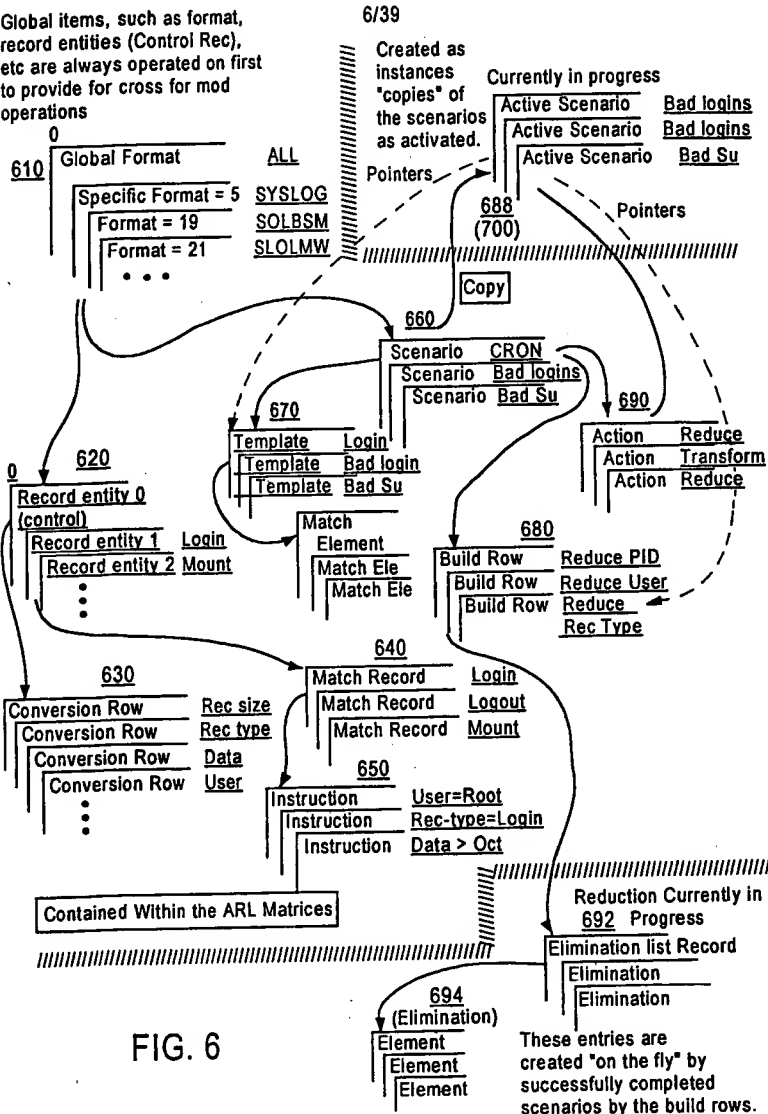 Global items, such as format,
record entities (Control Rec),
etc are always operated on first
to provide for cross for mod
operations
6/39
Created as
instances
"copies" of
the scenarios
as activated.
Currently in progress
Active Scenario Bad logins
Active Scenario Bad logins
Active Scenario Bad Su
0
610
Global Format ALL
Specific Format = 5 SYSLOG
Format = 19 SOLBSM
Format = 21 SLOLMW
Pointers
688
(700)
Pointers
Copy
660
Scenario CRON
Scenario Bad logins
Scenario Bad Su
670
Template Login
Template Bad login
Template Bad Su
690
Action Reduce
Action Transform
Action Reduce
0
620
Record entity 0
(control)
Record entity 1 Login
Record entity 2 Mount
Match
Element
Match Ele
Match Ele
680
Build Row Reduce PID
Build Row Reduce User
Build Row Reduce
Rec Type
630
Conversion Row Rec size
Conversion Row Rec type
Conversion Row Data
Conversion Row User
640
Match Record Login
Match Record Logout
Match Record Mount
650
Instruction User=Root
Instruction Rec-type=Login
Instruction Data > Oct
Contained Within the ARL Matrices
Reduction Currently in
692 Progress
Elimination list Record
Elimination
Elimination
694
(Elimination)
Element
Element
Element
These entries are
created "on the fly" by
successfully completed
scenarios by the build rows.
FIG. 6